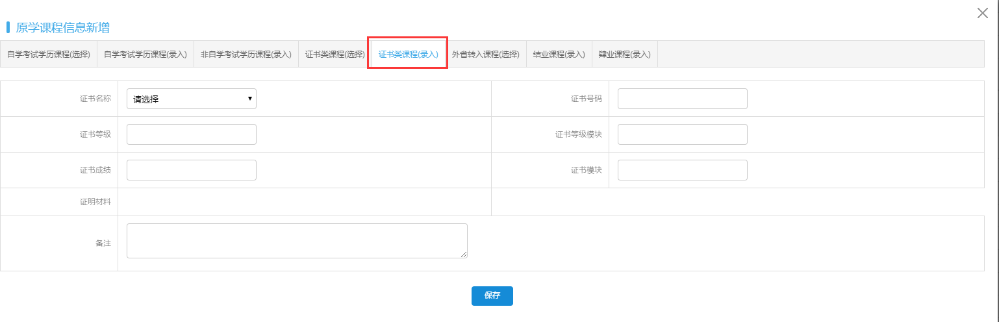 原学课程信息新增
自学考试学历课程(选择) 自学考试学历课程(录入) 非自学考试学历课程(录入) 证书类课程(选择) 证书类课程(录入) 外省转入课程(选择) 结业课程(录入) 肄业课程(录入)
证书名称 请选择 证书号码
证书等级 证书等级模块
证书成绩 证书模块
证明材料
备注
保存